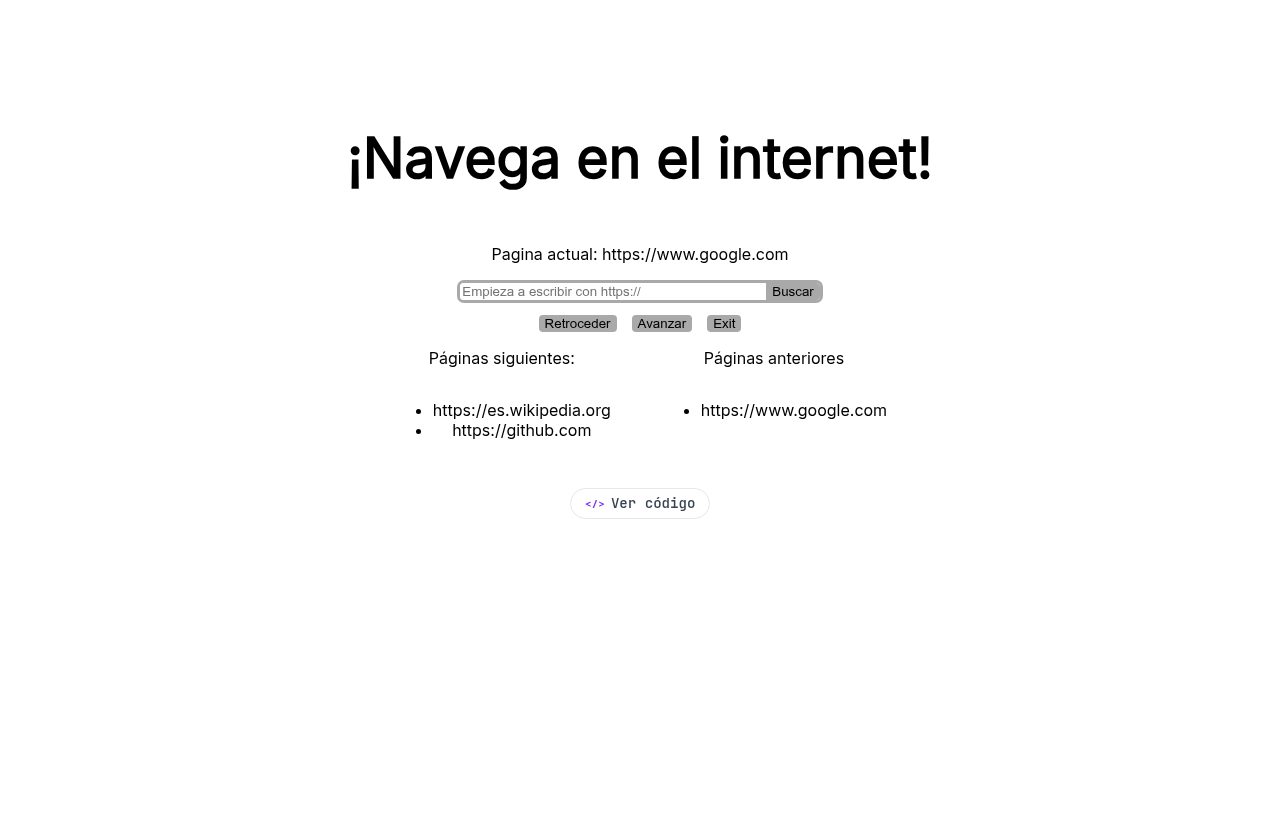 ¡Navega en el internet!
Pagina actual: https://www.google.com
Empieza a escribir con https:// Buscar
Retroceder Avanzar Exit
Páginas siguientes:
https://es.wikipedia.org
https://github.com
Páginas anteriores
https://www.google.com
</> Ver código